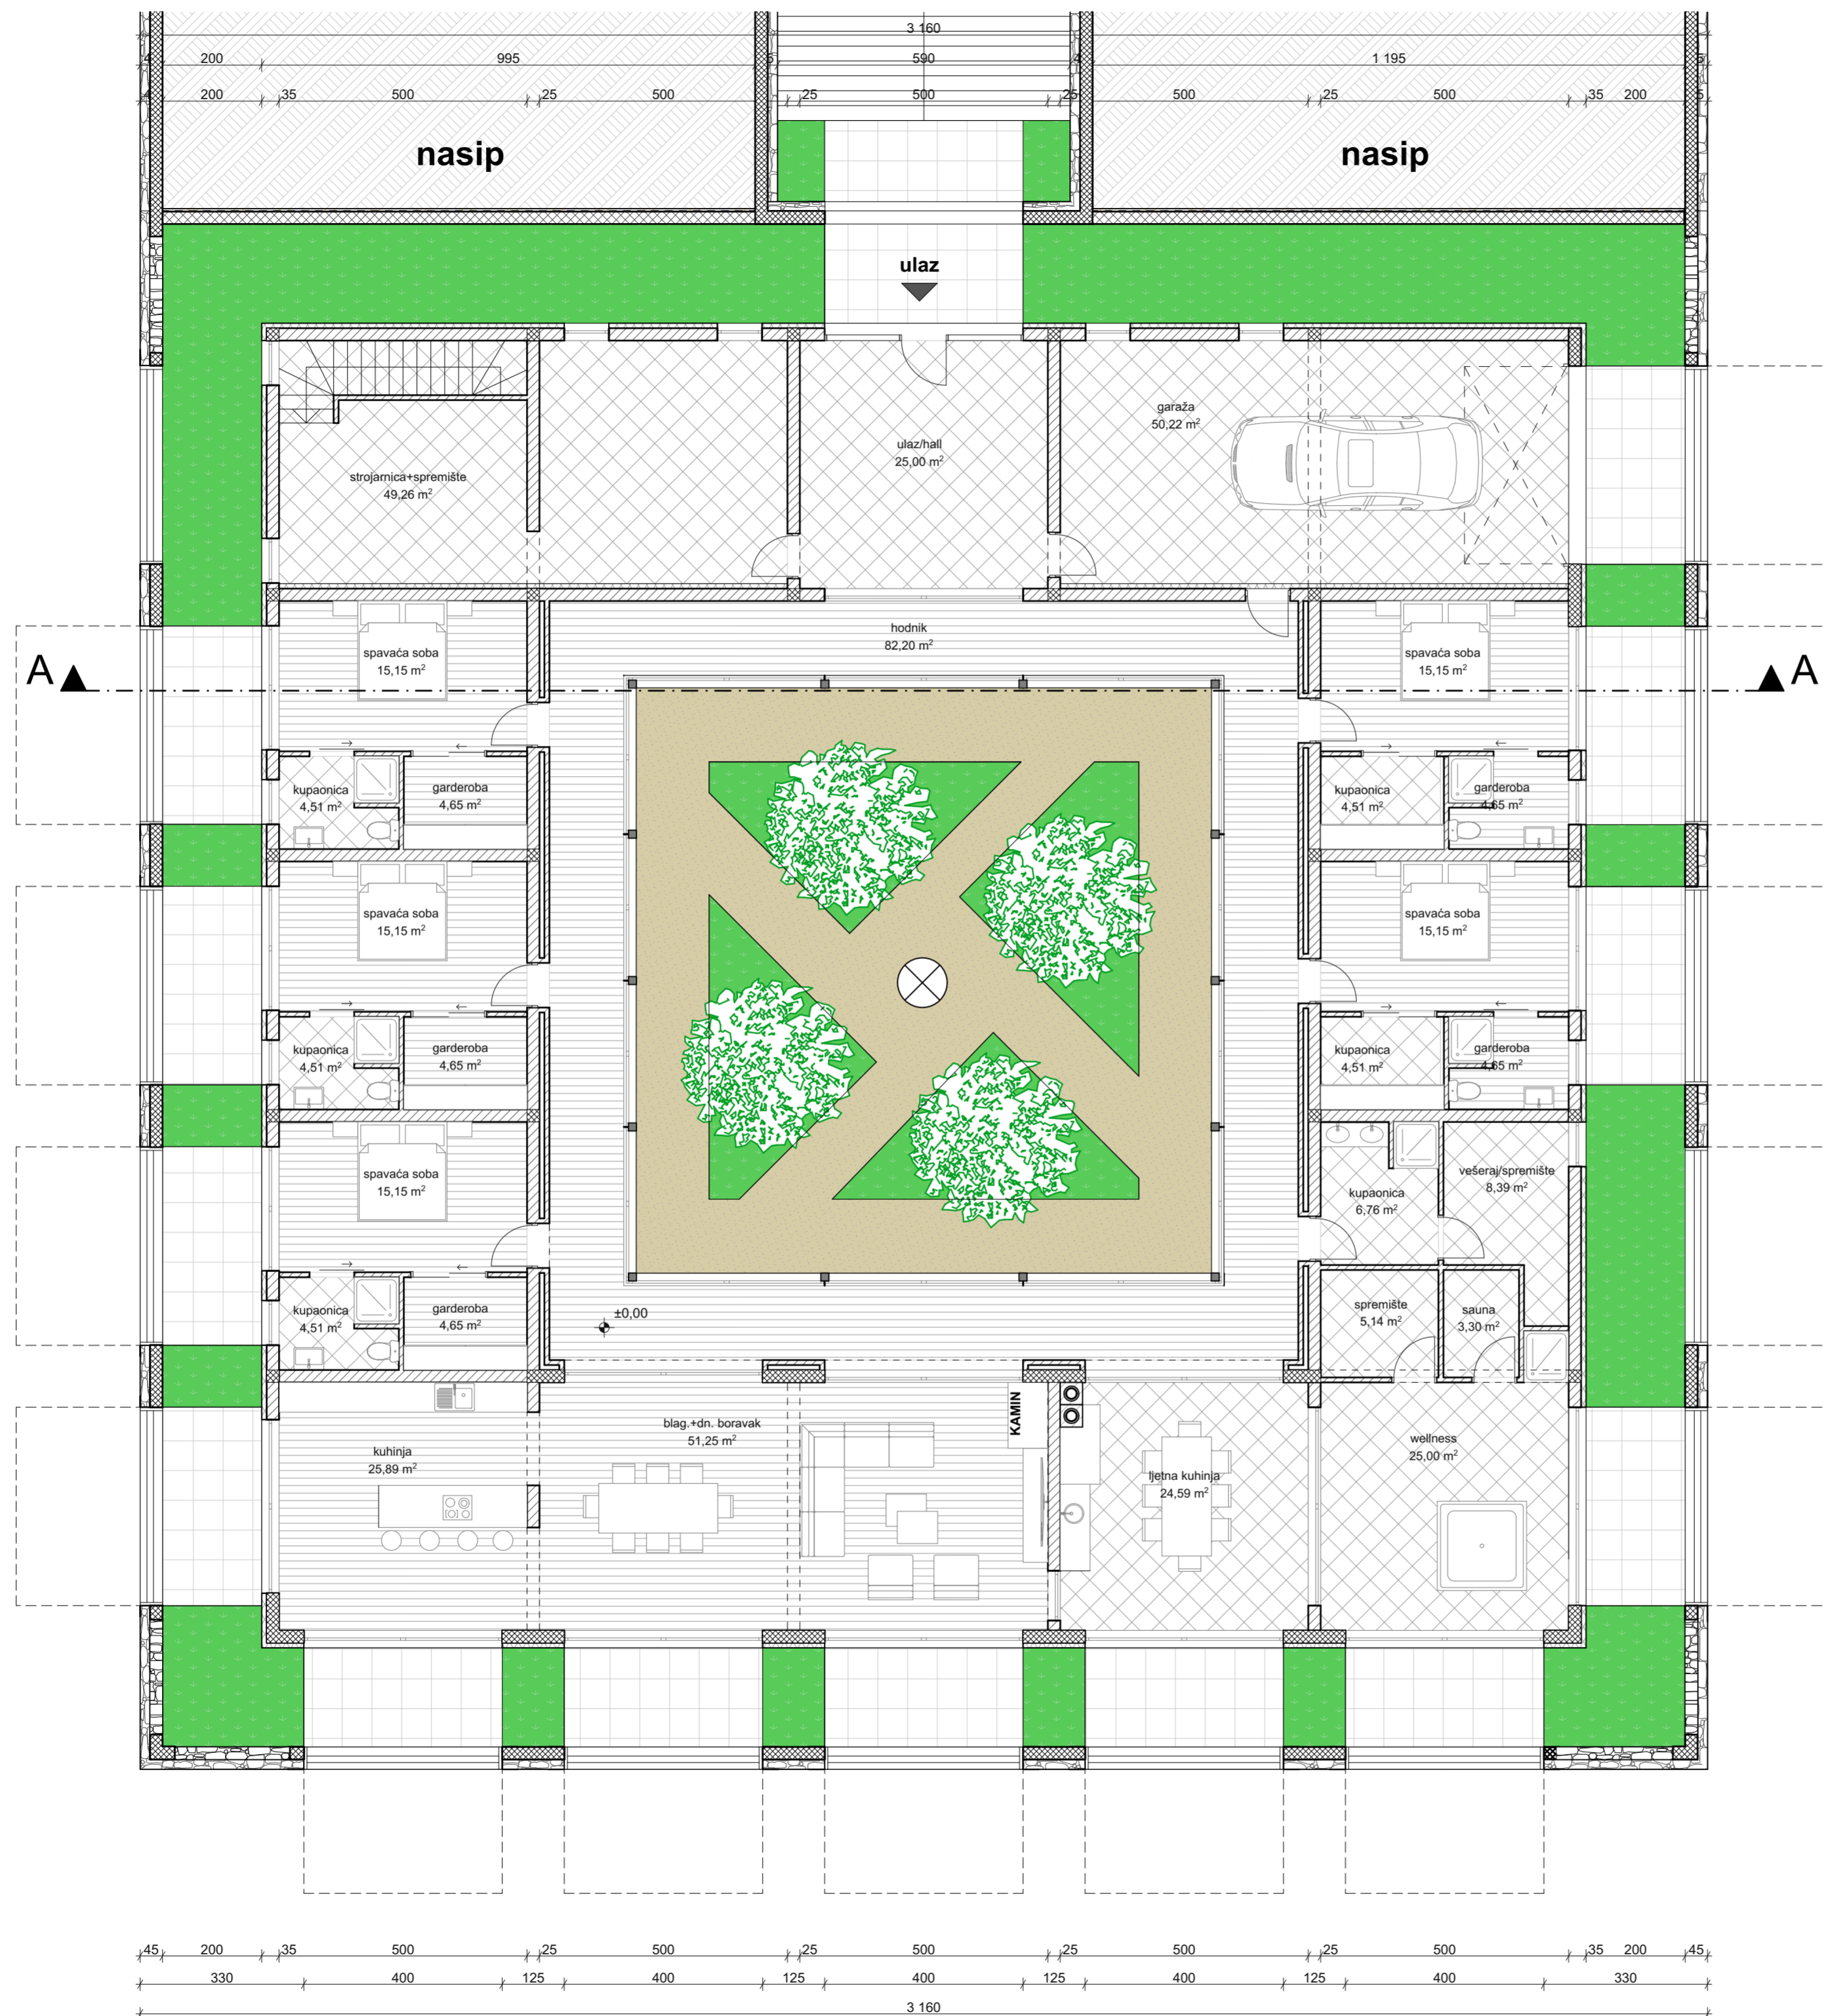 3 160
200
995
590
1 195
200
35
500
25
500
25
500
25
500
25
500
35
200
nasip
nasip
ulaz
garaža
50,22 m²
ulaz/hall
25,00 m²
strojarnica+spremište
49,26 m²
hodnik
82,20 m²
spavaća soba
15,15 m²
spavaća soba
15,15 m²
A
A
kupaonica
4,51 m²
garderoba
4,65 m²
kupaonica
4,51 m²
garderoba
4,65 m²
spavaća soba
15,15 m²
spavaća soba
15,15 m²
kupaonica
4,51 m²
garderoba
4,65 m²
kupaonica
4,51 m²
garderoba
4,65 m²
spavaća soba
15,15 m²
vešeraj/spremište
8,39 m²
kupaonica
6,76 m²
kupaonica
4,51 m²
garderoba
4,65 m²
±0,00
spremište
5,14 m²
sauna
3,30 m²
KAMIN
blag.+dn. boravak
51,25 m²
kuhinja
25,89 m²
wellness
25,00 m²
ljetna kuhinja
24,59 m²
45
200
35
500
25
500
25
500
25
500
25
500
35
200
45
330
400
125
400
125
400
125
400
125
400
330
3 160